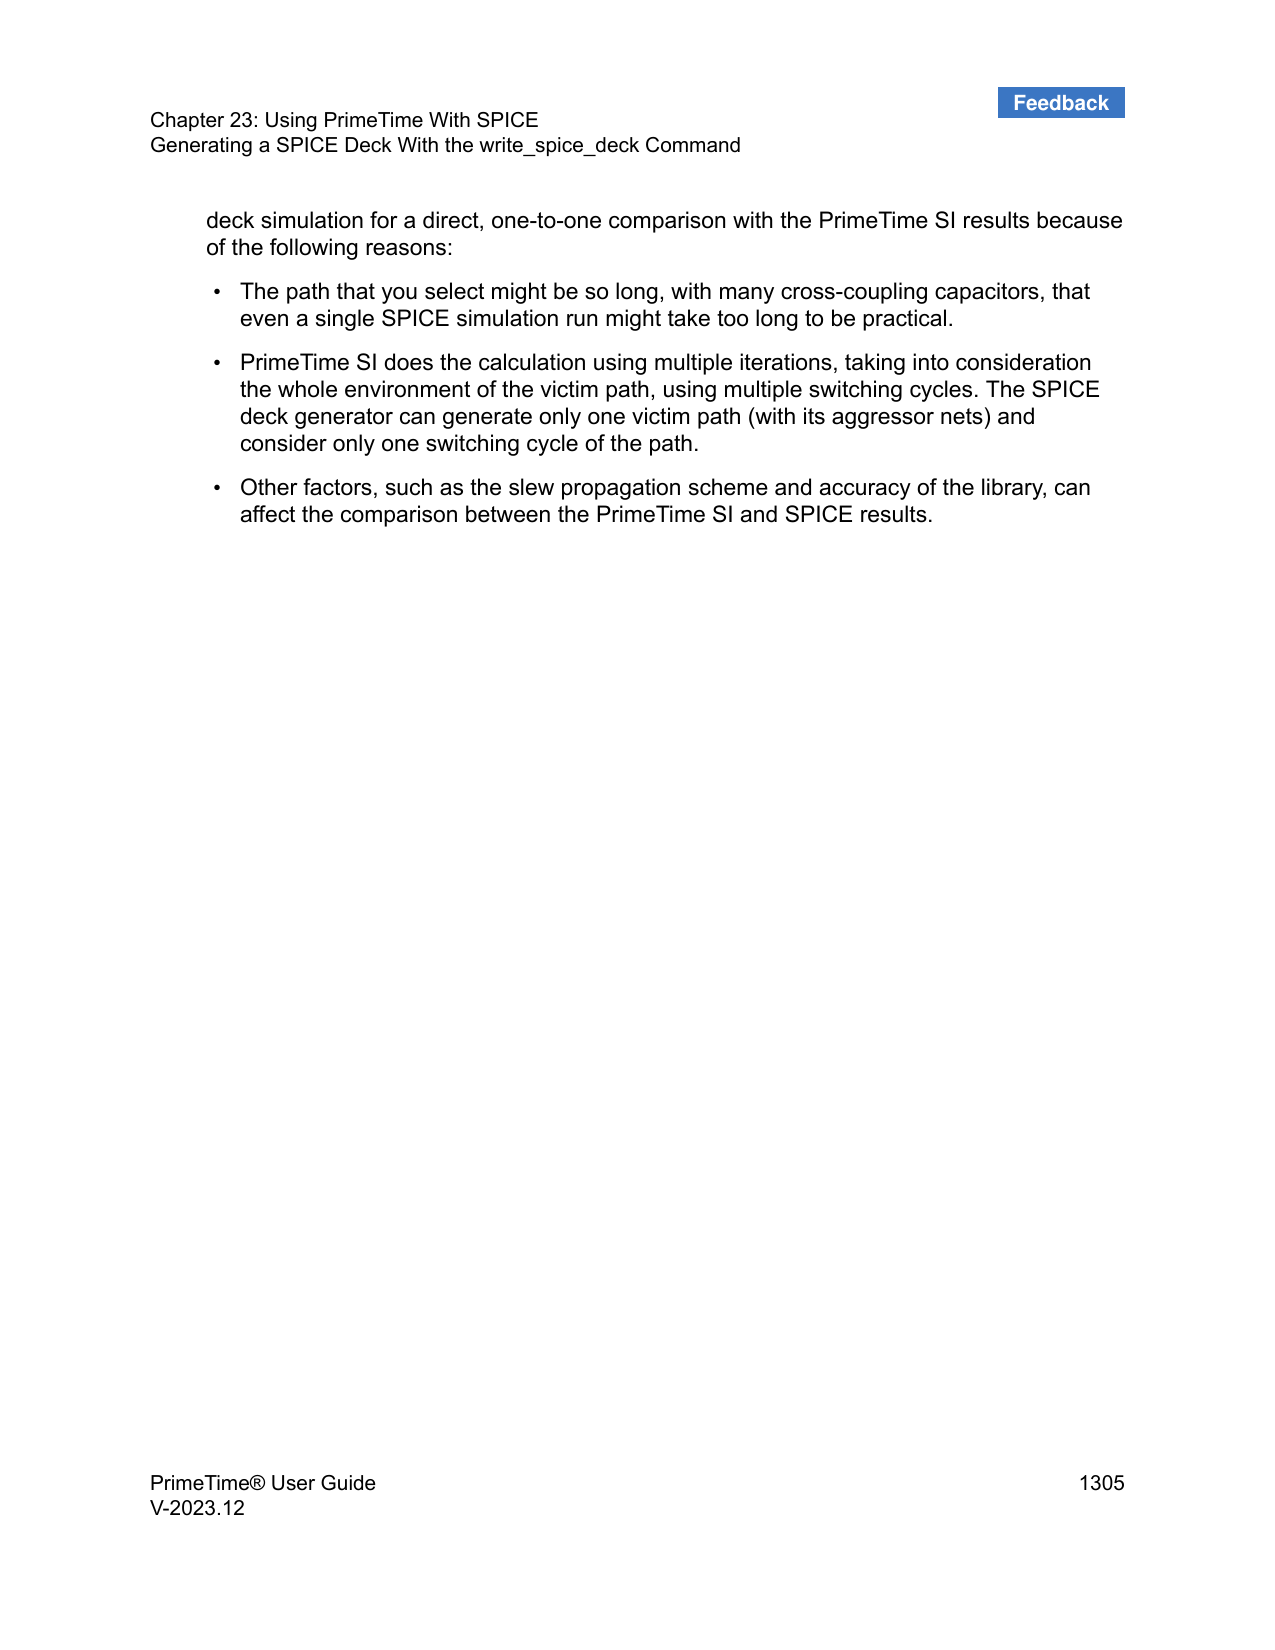 Feedback
Chapter 23: Using PrimeTime With SPICE
Generating a SPICE Deck With the write_spice_deck Command
deck simulation for a direct, one-to-one comparison with the PrimeTime SI results because
of the following reasons:
• The path that you select might be so long, with many cross-coupling capacitors, that
even a single SPICE simulation run might take too long to be practical.
• PrimeTime SI does the calculation using multiple iterations, taking into consideration
the whole environment of the victim path, using multiple switching cycles. The SPICE
deck generator can generate only one victim path (with its aggressor nets) and
consider only one switching cycle of the path.
• Other factors, such as the slew propagation scheme and accuracy of the library, can
affect the comparison between the PrimeTime SI and SPICE results.
PrimeTime® User Guide 1305
V-2023.12